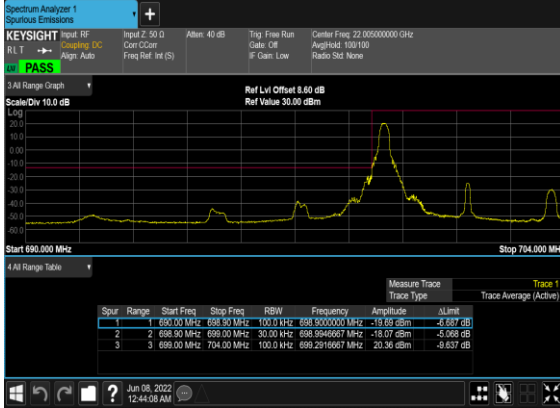 Spectrum Analyzer 1
Spurious Emissions
+
KEYSIGHT Input: RF Input Z: 50 Ω Atten: 40 dB Trig: Free Run Center Freq: 22.005000000 GHz
RLT Coupling: DC Corr CCorr Gate: Off Avg|Hold: 100/100
Align: Auto Freq Ref: Int (S) IF Gain: Low Radio Std: None
PASS
3 All Range Graph
Ref Lvl Offset 8.60 dB
Scale/Div 10.0 dB Ref Value 30.00 dBm
Log
20.0
10.0
0.00
-10.0
-20.0
-30.0
-40.0
-50.0
-60.0
Start 690.000 MHz Stop 704.000 MH
4 All Range Table
Measure Trace Trace 1
Trace Type Trace Average (Active)
Spur Range Start Freq Stop Freq RBW Frequency Amplitude ΔLimit
1 1 690.00 MHz 698.90 MHz 100.0 kHz 698.9000000 MHz -19.69 dBm -6.687 dB
2 2 698.90 MHz 699.00 MHz 30.00 kHz 698.9946667 MHz -18.07 dBm -5.068 dB
3 3 699.00 MHz 704.00 MHz 100.0 kHz 699.2916667 MHz 20.36 dBm -9.637 dB
?
Jun 08, 2022
12:44:08 AM